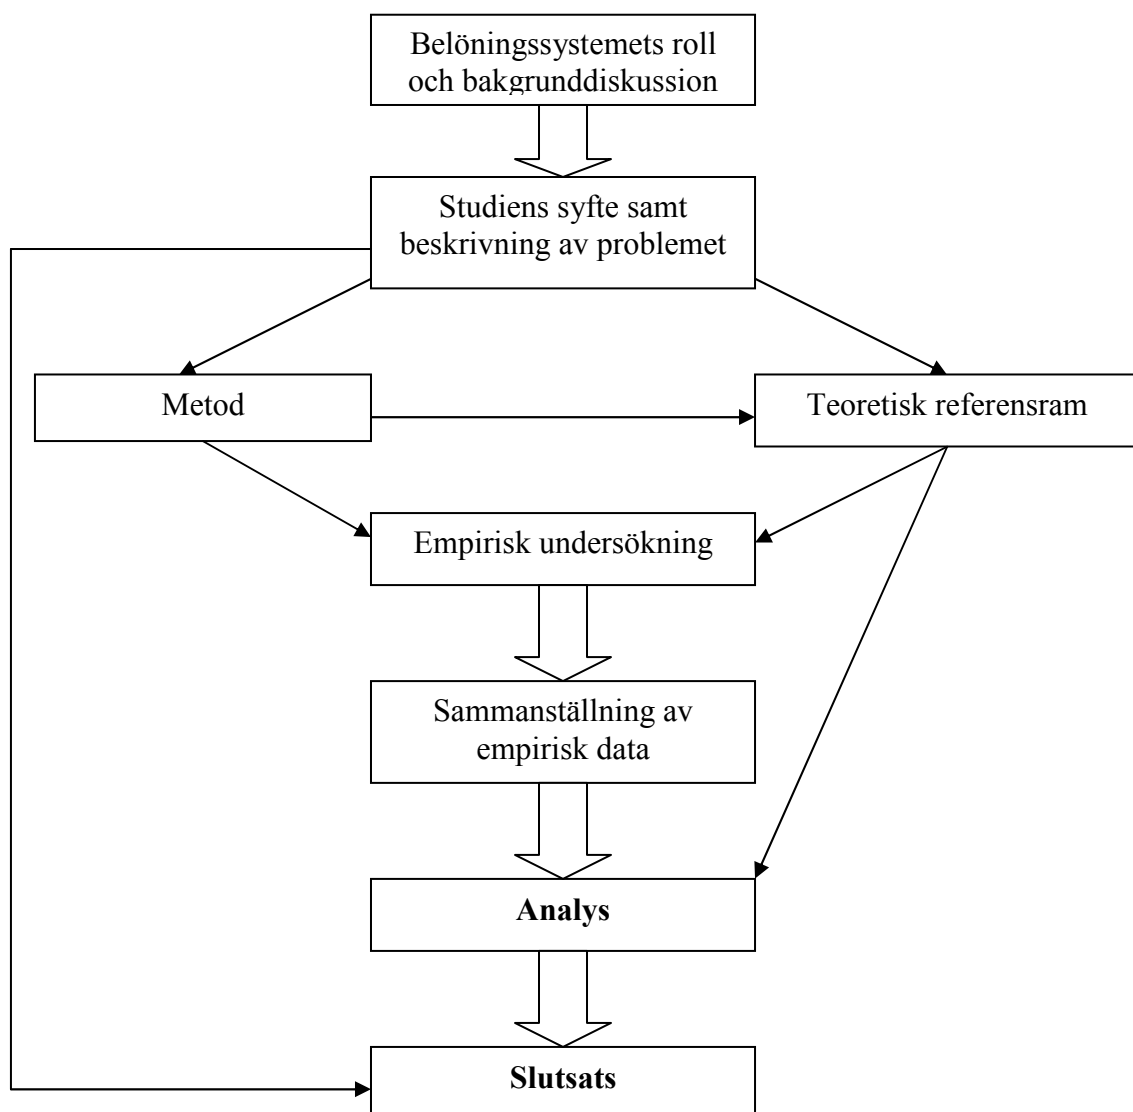 Belöningssystemets roll
och bakgrunddiskussion
Studiens syfte samt
beskrivning av problemet
Metod
Teoretisk referensram
Empirisk undersökning
Sammanställning av
empirisk data
Analys
Slutsats